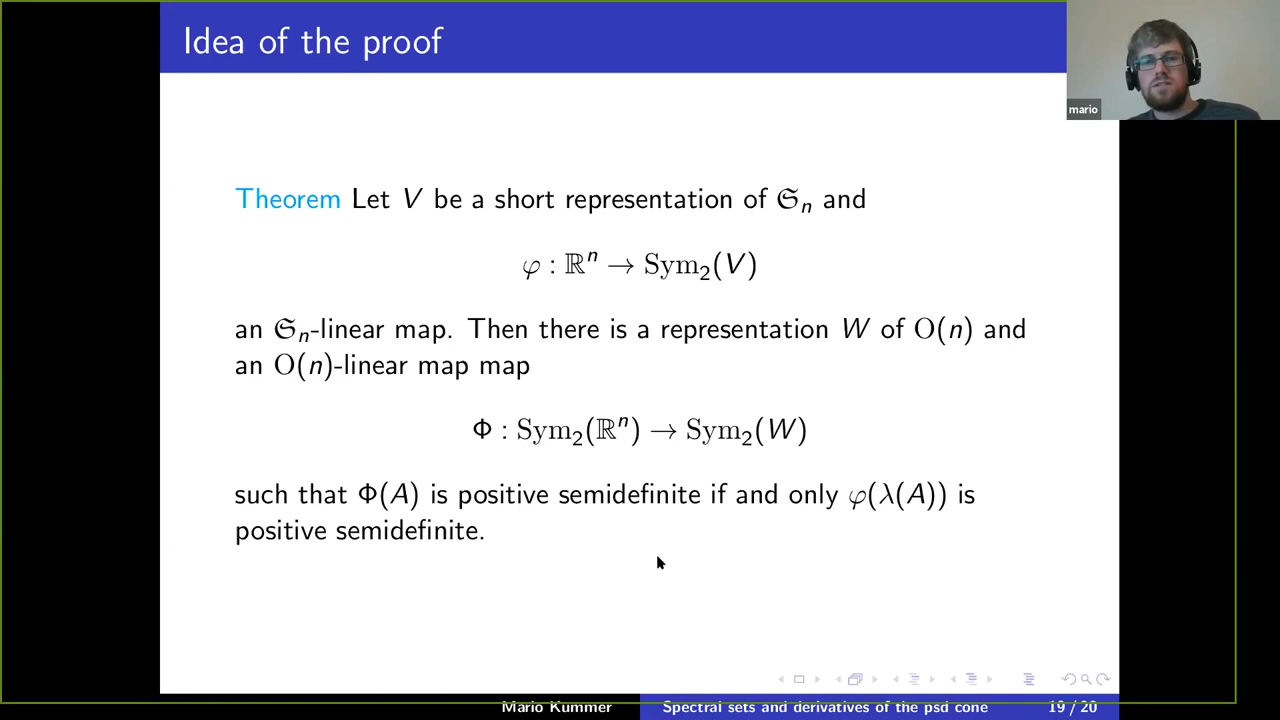 Idea of the proof
mario
Theorem Let V be a short representation of 𝔖ₙ and
φ : ℝⁿ → Sym₂(V)
an 𝔖ₙ-linear map. Then there is a representation W of O(n) and
an O(n)-linear map map
Φ : Sym₂(ℝⁿ) → Sym₂(W)
such that Φ(A) is positive semidefinite if and only φ(λ(A)) is
positive semidefinite.
Mario Kummer
Spectral sets and derivatives of the psd cone
19 / 20